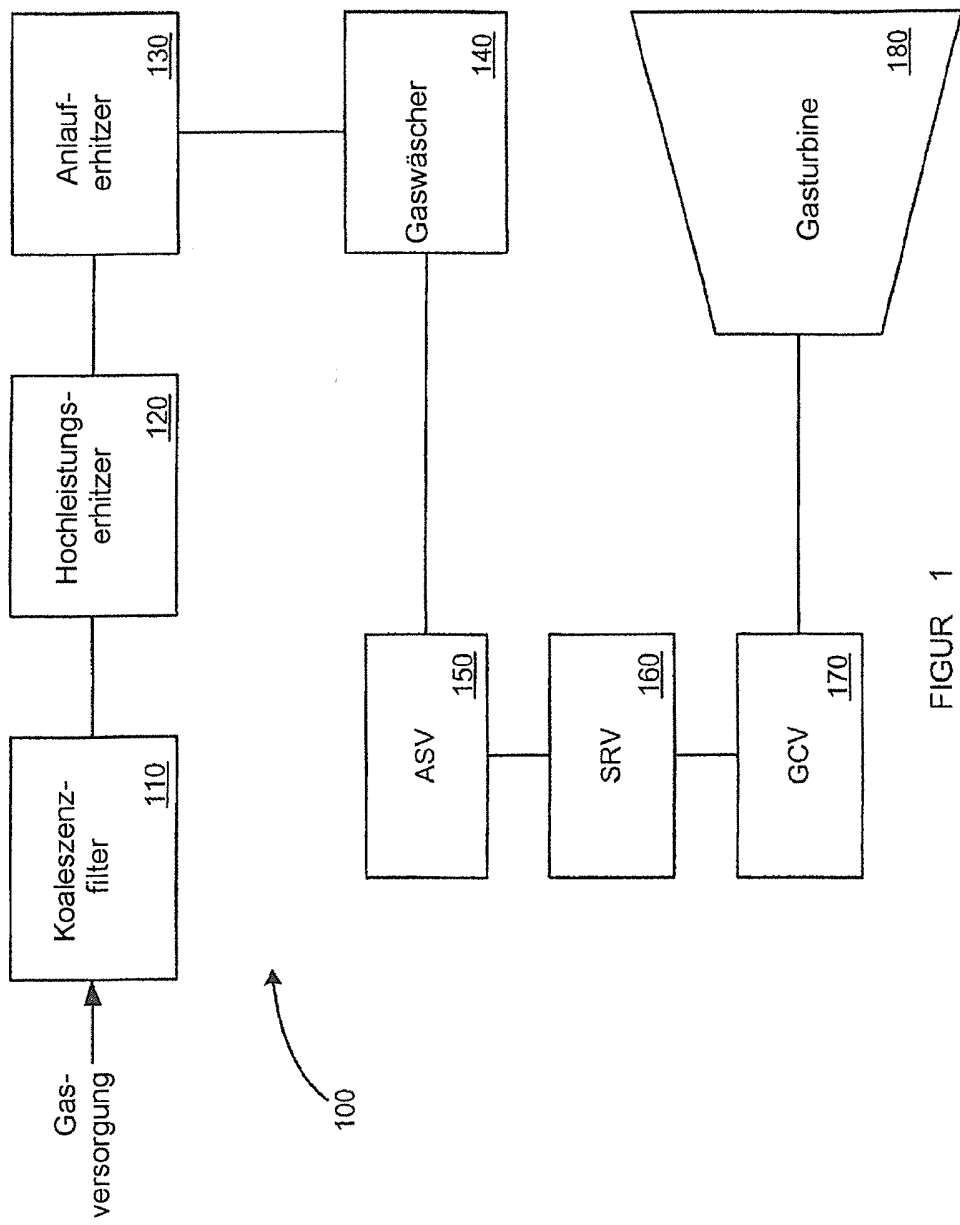 Gas-
versorgung
Koaleszenz-
filter
110
Hochleistungs-
erhitzer
120
Anlauf-
erhitzer
130
Gaswäscher
140
ASV
150
SRV
160
GCV
170
Gasturbine
180
100
FIGUR 1